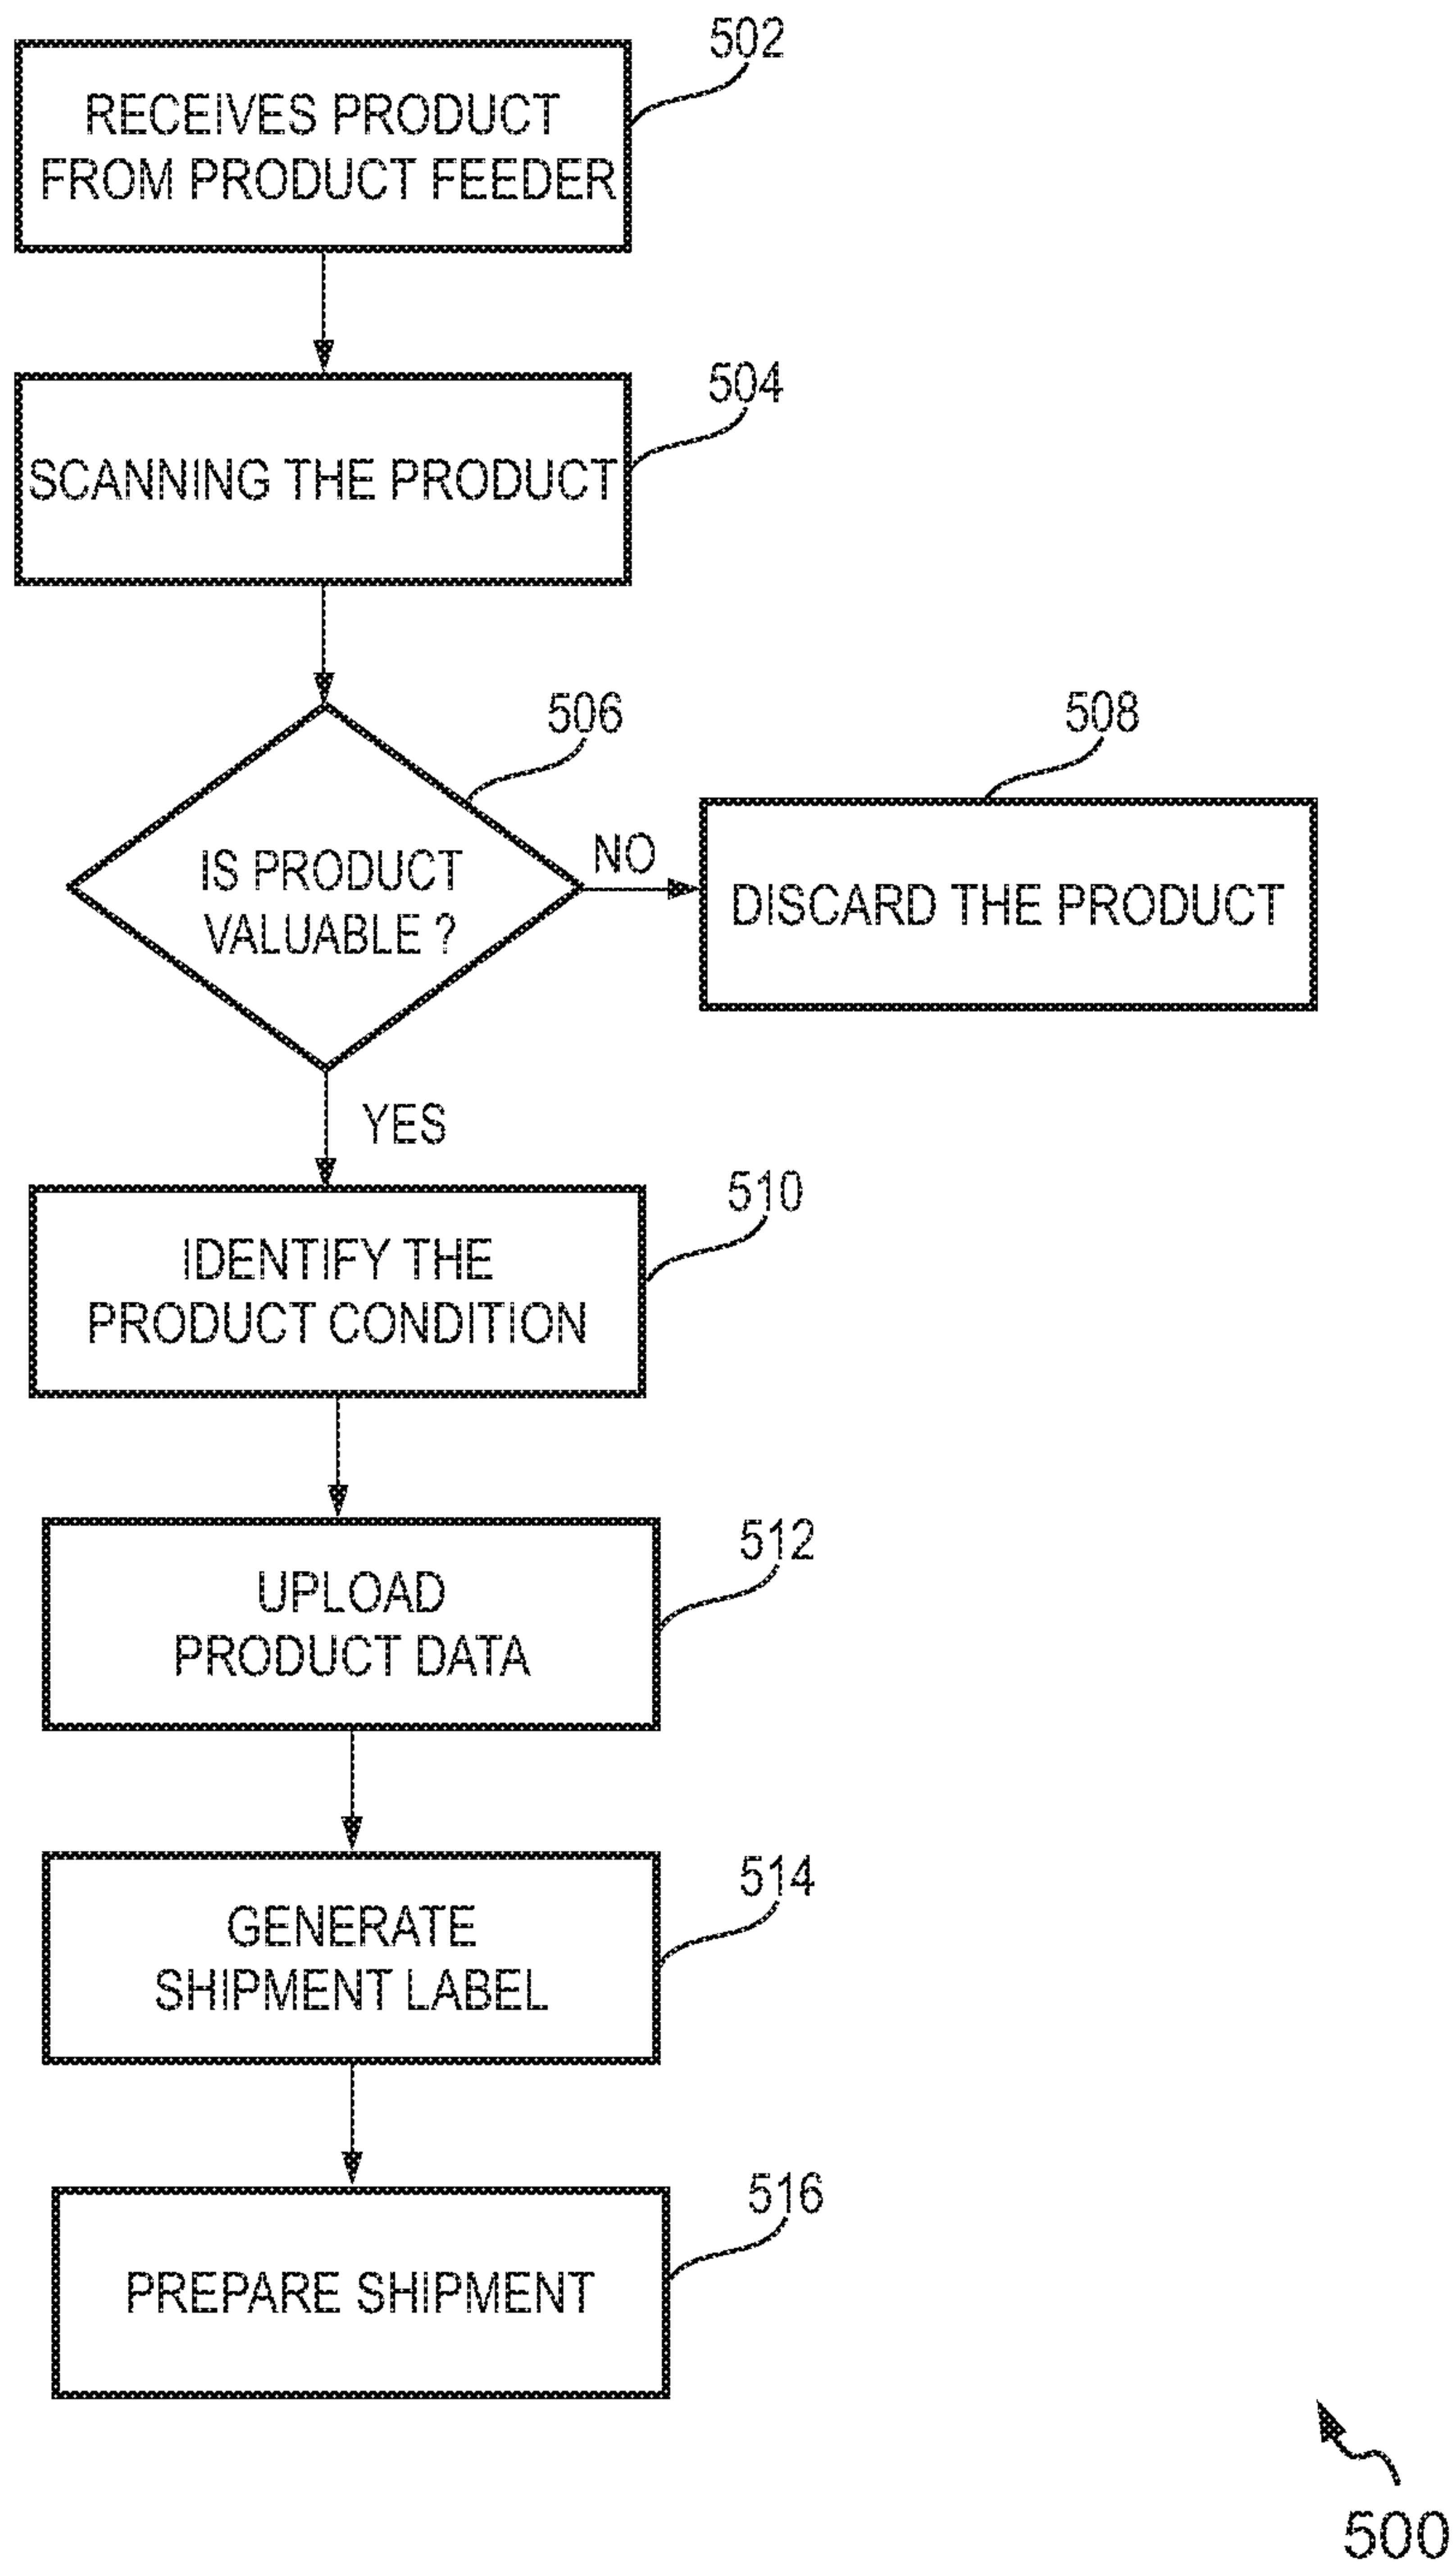 502
RECEIVES PRODUCT
FROM PRODUCT FEEDER
504
SCANNING THE PRODUCT
506
IS PRODUCT
VALUABLE ?
NO
508
DISCARD THE PRODUCT
YES
510
IDENTIFY THE
PRODUCT CONDITION
512
UPLOAD
PRODUCT DATA
514
GENERATE
SHIPMENT LABEL
516
PREPARE SHIPMENT
500